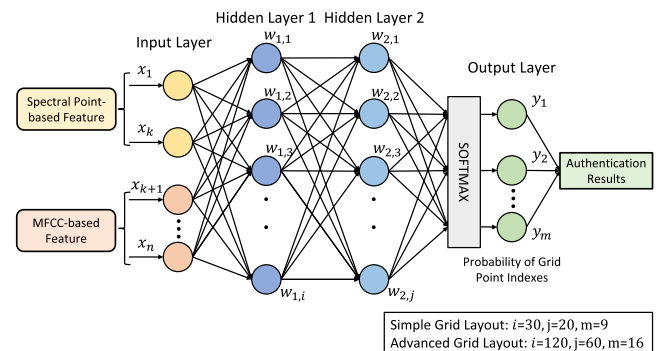 Hidden Layer 1 Hidden Layer 2
Input Layer
Output Layer
w1,1
w2,1
x1
Spectral Point-
based Feature
xk
w1,2
w2,2
w1,3
w2,3
xk+1
MFCC-based
Feature
xn
w1,i
w2,j
SOFTMAX
y1
y2
ym
Authentication
Results
Probability of Grid
Point Indexes
Simple Grid Layout: i=30, j=20, m=9
Advanced Grid Layout: i=120, j=60, m=16